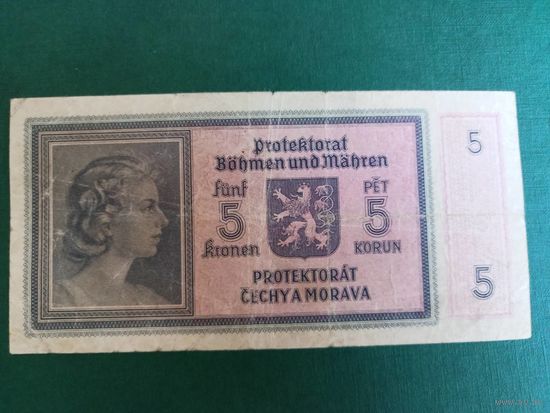 Protektorat
Böhmen und Mähren
fünf PĚT
5 5
Kronen KORUN
PROTEKTORÁT
ČECHY A MORAVA
5
5